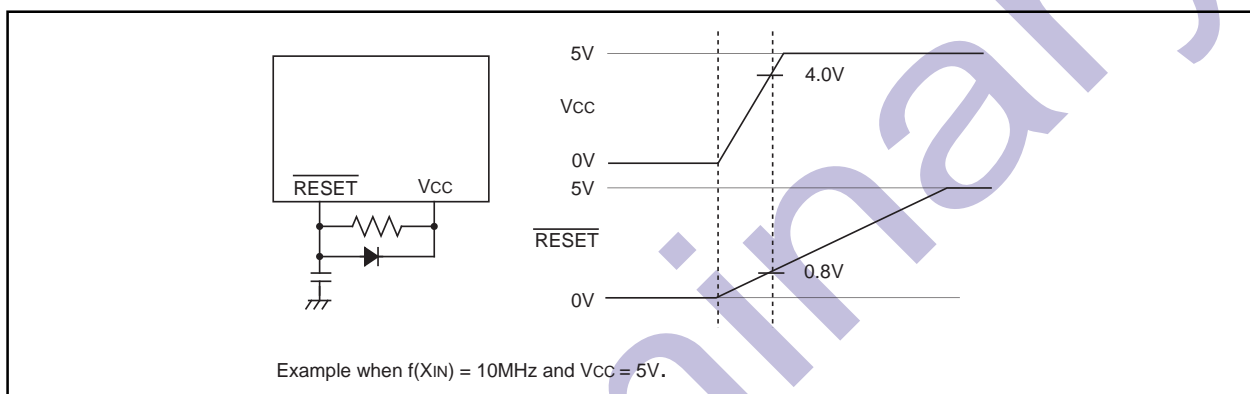 5V
4.0V
VCC
0V
RESET VCC
5V
RESET
0.8V
0V
Example when f(XIN) = 10MHz and VCC = 5V.